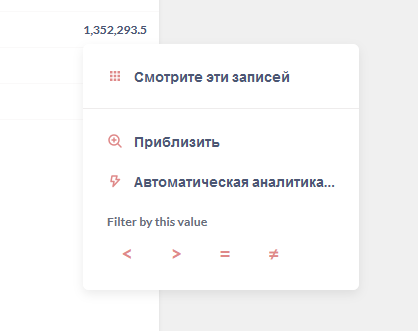 1,352,293.5
Смотрите эти записей
Приблизить
Автоматическая аналитика...
Filter by this value
< > = ≠